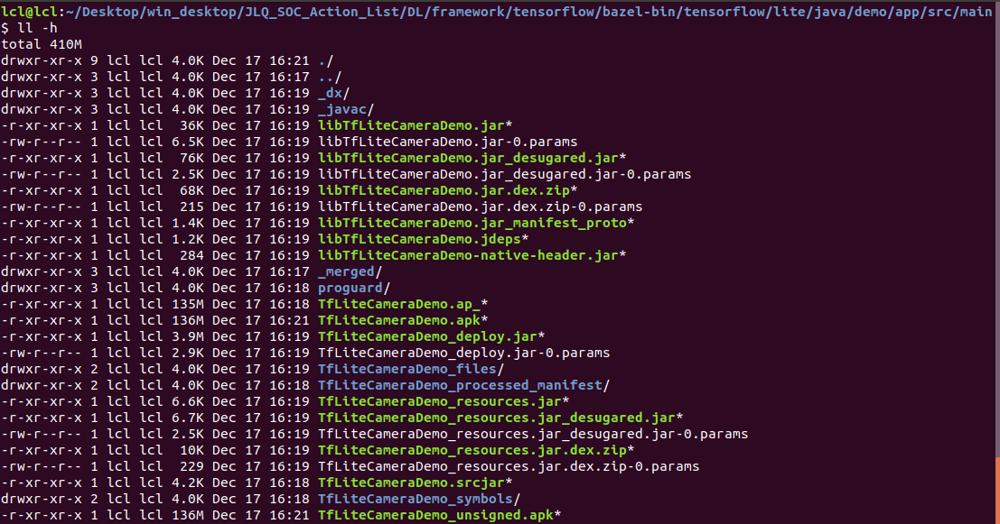 lcl@lcl:~/Desktop/win_desktop/JLQ_SOC_Action_List/DL/framework/tensorflow/bazel-bin/tensorflow/lite/java/demo/app/src/main
$ ll -h
total 410M
drwxr-xr-x 9 lcl lcl 4.0K Dec 17 16:21 ./
drwxr-xr-x 3 lcl lcl 4.0K Dec 17 16:17 ../
drwxr-xr-x 3 lcl lcl 4.0K Dec 17 16:19 _dx/
drwxr-xr-x 3 lcl lcl 4.0K Dec 17 16:19 _javac/
-r-xr-xr-x 1 lcl lcl  36K Dec 17 16:19 libTfLiteCameraDemo.jar*
-rw-r--r-- 1 lcl lcl 6.5K Dec 17 16:19 libTfLiteCameraDemo.jar-0.params
-r-xr-xr-x 1 lcl lcl  76K Dec 17 16:19 libTfLiteCameraDemo.jar_desugared.jar*
-rw-r--r-- 1 lcl lcl 2.5K Dec 17 16:19 libTfLiteCameraDemo.jar_desugared.jar-0.params
-r-xr-xr-x 1 lcl lcl  68K Dec 17 16:19 libTfLiteCameraDemo.jar.dex.zip*
-rw-r--r-- 1 lcl lcl  215 Dec 17 16:19 libTfLiteCameraDemo.jar.dex.zip-0.params
-r-xr-xr-x 1 lcl lcl 1.4K Dec 17 16:19 libTfLiteCameraDemo.jar_manifest_proto*
-r-xr-xr-x 1 lcl lcl 1.2K Dec 17 16:19 libTfLiteCameraDemo.jdeps*
-r-xr-xr-x 1 lcl lcl  284 Dec 17 16:19 libTfLiteCameraDemo-native-header.jar*
drwxr-xr-x 3 lcl lcl 4.0K Dec 17 16:17 _merged/
drwxr-xr-x 3 lcl lcl 4.0K Dec 17 16:18 proguard/
-r-xr-xr-x 1 lcl lcl 135M Dec 17 16:18 TfLiteCameraDemo.ap_*
-r-xr-xr-x 1 lcl lcl 136M Dec 17 16:21 TfLiteCameraDemo.apk*
-r-xr-xr-x 1 lcl lcl 3.9M Dec 17 16:19 TfLiteCameraDemo_deploy.jar*
-rw-r--r-- 1 lcl lcl 2.9K Dec 17 16:19 TfLiteCameraDemo_deploy.jar-0.params
drwxr-xr-x 2 lcl lcl 4.0K Dec 17 16:19 TfLiteCameraDemo_files/
drwxr-xr-x 2 lcl lcl 4.0K Dec 17 16:18 TfLiteCameraDemo_processed_manifest/
-r-xr-xr-x 1 lcl lcl 6.6K Dec 17 16:19 TfLiteCameraDemo_resources.jar*
-r-xr-xr-x 1 lcl lcl 6.7K Dec 17 16:19 TfLiteCameraDemo_resources.jar_desugared.jar*
-rw-r--r-- 1 lcl lcl 2.5K Dec 17 16:19 TfLiteCameraDemo_resources.jar_desugared.jar-0.params
-r-xr-xr-x 1 lcl lcl  10K Dec 17 16:19 TfLiteCameraDemo_resources.jar.dex.zip*
-rw-r--r-- 1 lcl lcl  229 Dec 17 16:19 TfLiteCameraDemo_resources.jar.dex.zip-0.params
-r-xr-xr-x 1 lcl lcl 4.2K Dec 17 16:18 TfLiteCameraDemo.srcjar*
drwxr-xr-x 2 lcl lcl 4.0K Dec 17 16:18 TfLiteCameraDemo_symbols/
-r-xr-xr-x 1 lcl lcl 136M Dec 17 16:21 TfLiteCameraDemo_unsigned.apk*